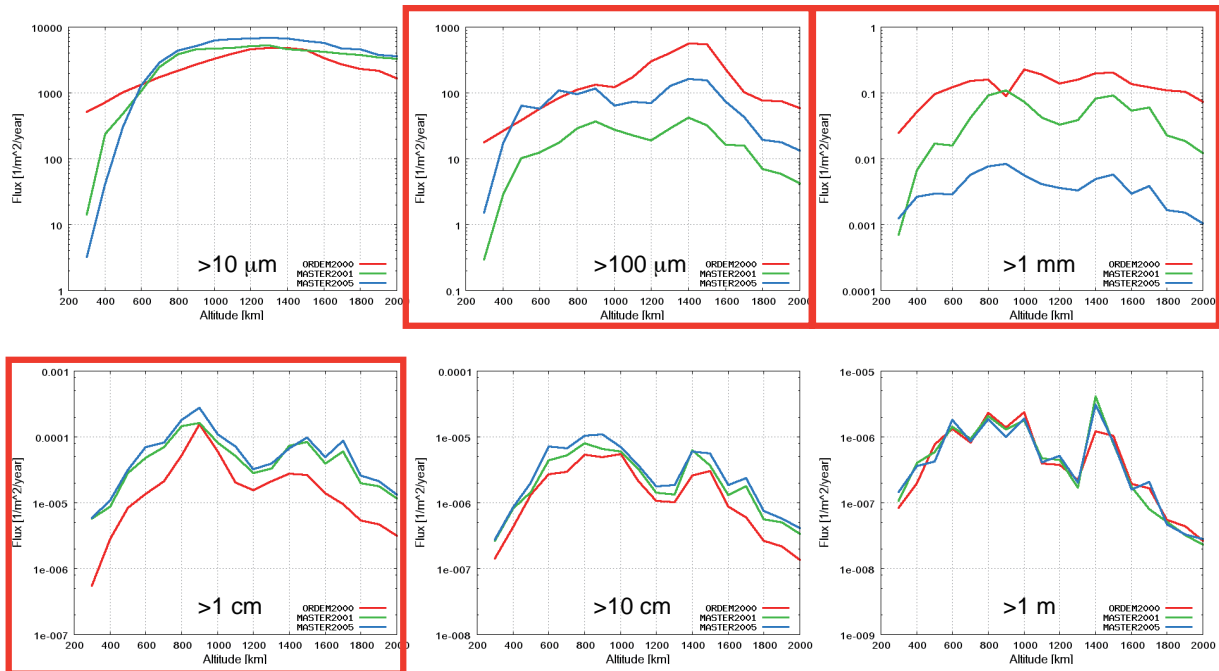 10000
1000
100
10
1
Flux [1/m^2/year]
>10 μm
ORDEM2000
MASTER2001
MASTER2005
200 400 600 800 1000 1200 1400 1600 1800 2000
Altitude [km]
1000
100
10
1
0.1
Flux [1/m^2/year]
>100 μm
ORDEM2000
MASTER2001
MASTER2005
200 400 600 800 1000 1200 1400 1600 1800 2000
Altitude [km]
1
0.1
0.01
0.001
0.0001
Flux [1/m^2/year]
>1 mm
ORDEM2000
MASTER2001
MASTER2005
200 400 600 800 1000 1200 1400 1600 1800 2000
Altitude [km]
0.001
0.0001
1e-005
1e-006
1e-007
Flux [1/m^2/year]
>1 cm
ORDEM2000
MASTER2001
MASTER2005
200 400 600 800 1000 1200 1400 1600 1800 2000
Altitude [km]
0.0001
1e-005
1e-006
1e-007
1e-008
Flux [1/m^2/year]
>10 cm
ORDEM2000
MASTER2001
MASTER2005
200 400 600 800 1000 1200 1400 1600 1800 2000
Altitude [km]
1e-005
1e-006
1e-007
1e-008
1e-009
Flux [1/m^2/year]
>1 m
ORDEM2000
MASTER2001
MASTER2005
200 400 600 800 1000 1200 1400 1600 1800 2000
Altitude [km]